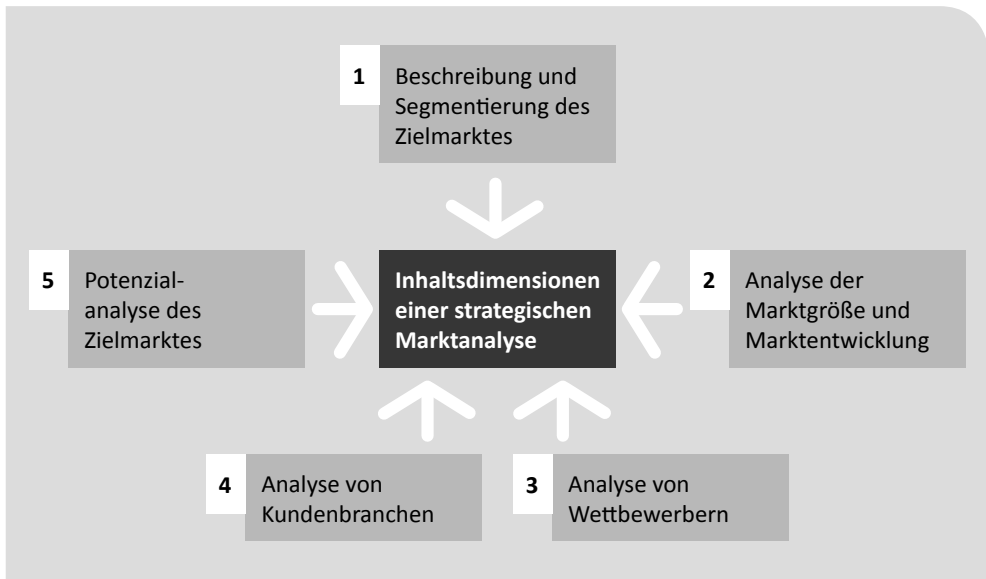 1
Beschreibung und
Segmentierung des
Zielmarktes
5
Potenzial-
analyse des
Zielmarktes
Inhaltsdimensionen
einer strategischen
Marktanalyse
2
Analyse der
Marktgröße und
Marktentwicklung
4
Analyse von
Kundenbranchen
3
Analyse von
Wettbewerbern